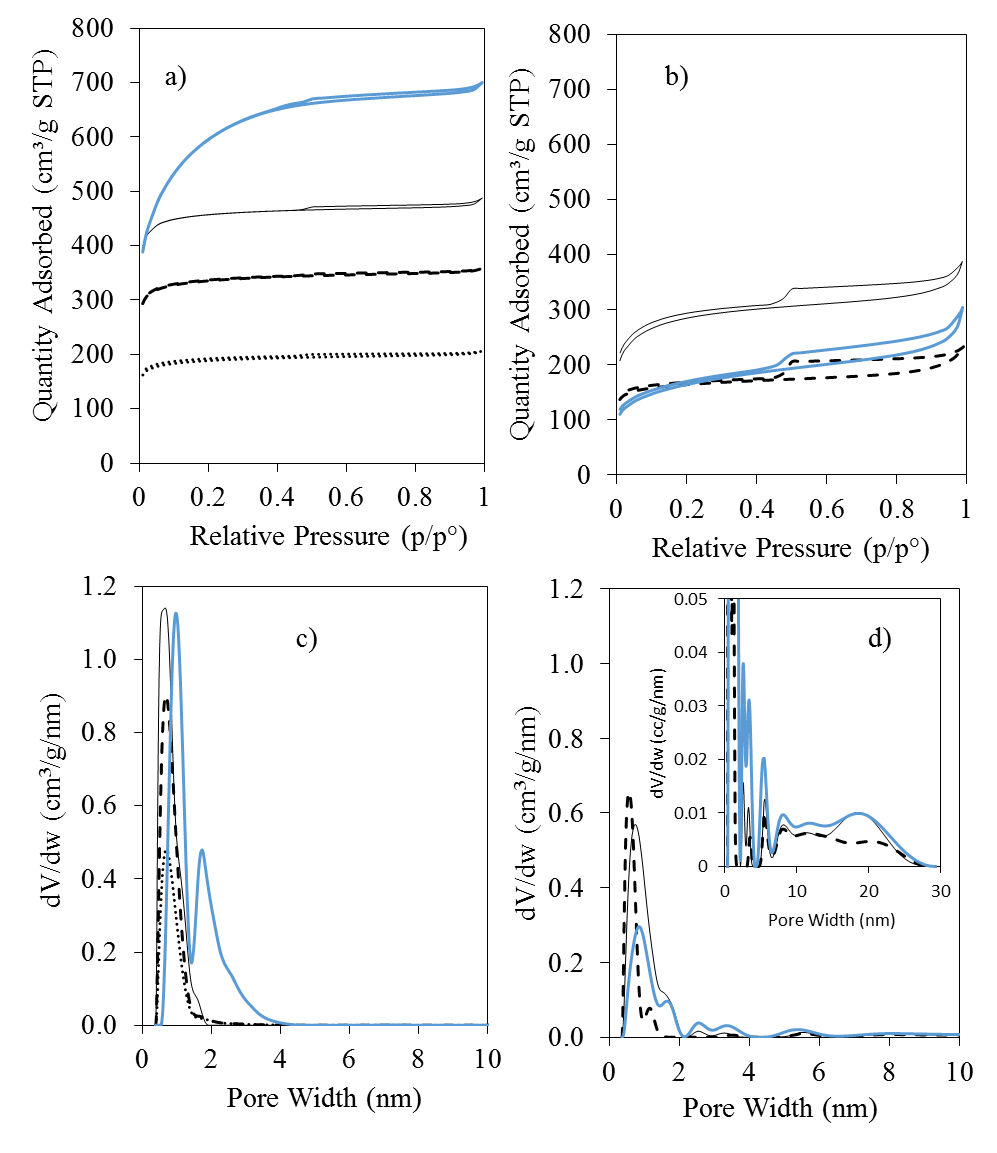 a)
Quantity Adsorbed (cm³/g STP)
800
700
600
500
400
300
200
100
0
0 0.2 0.4 0.6 0.8 1
Relative Pressure (p/p°)
b)
Quantity Adsorbed (cm³/g STP)
800
700
600
500
400
300
200
100
0
0 0.2 0.4 0.6 0.8 1
Relative Pressure (p/p°)
c)
dV/dw (cm³/g/nm)
1.2
1.0
0.8
0.6
0.4
0.2
0.0
0 2 4 6 8 10
Pore Width (nm)
d)
dV/dw (cm³/g/nm)
1.2
1.0
0.8
0.6
0.4
0.2
0.0
0 2 4 6 8 10
Pore Width (nm)
dV/dw (cc/g/nm)
0.05
0.04
0.03
0.02
0.01
0
0 10 20 30
Pore Width (nm)